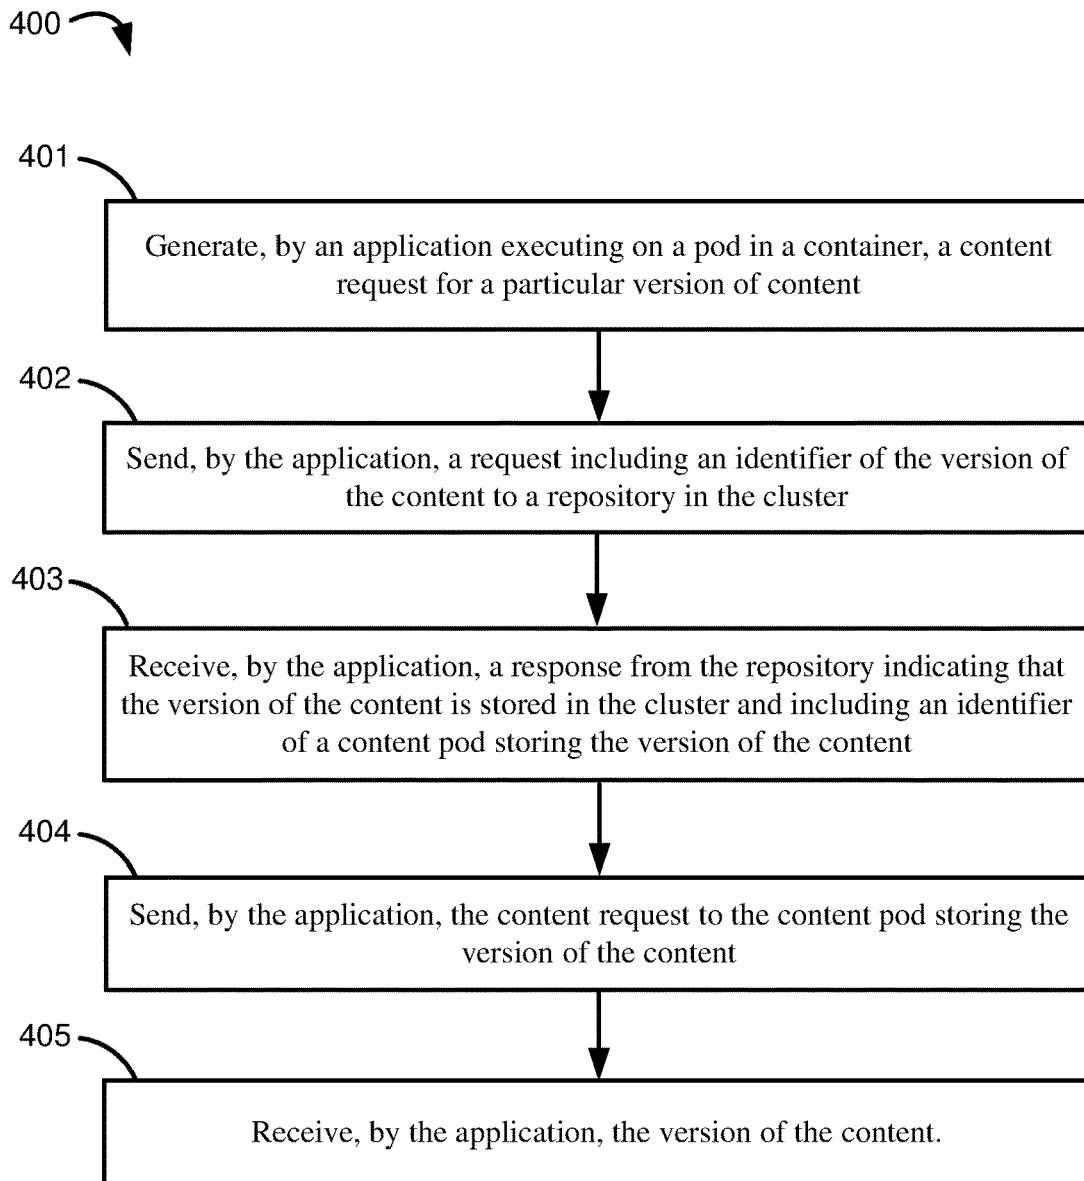 400
401
Generate, by an application executing on a pod in a container, a content
request for a particular version of content
402
Send, by the application, a request including an identifier of the version of
the content to a repository in the cluster
403
Receive, by the application, a response from the repository indicating that
the version of the content is stored in the cluster and including an identifier
of a content pod storing the version of the content
404
Send, by the application, the content request to the content pod storing the
version of the content
405
Receive, by the application, the version of the content.